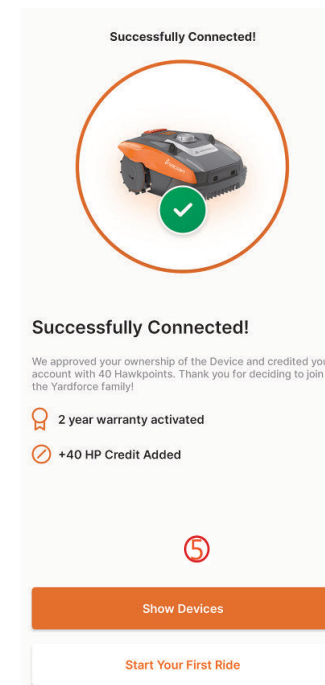 Successfully Connected!
Successfully Connected!
We approved your ownership of the Device and credited you
account with 40 Hawkpoints. Thank you for deciding to join
the Yardforce family!
2 year warranty activated
+40 HP Credit Added
5
Show Devices
Start Your First Ride